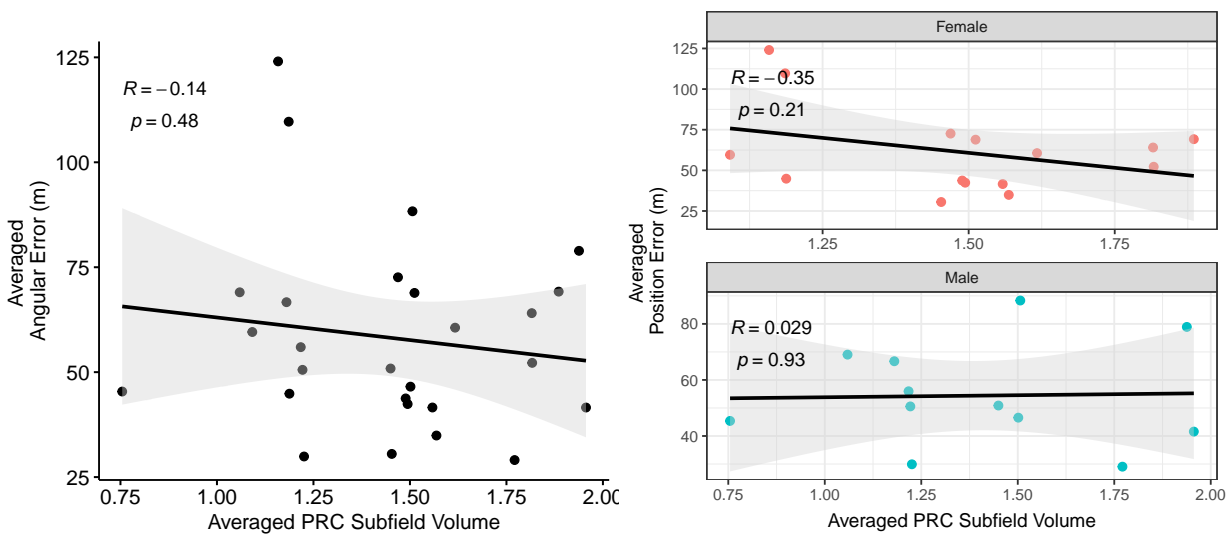 125
100
75
50
25
Averaged
Angular Error (m)
R = −0.14
p = 0.48
0.75
1.00
1.25
1.50
1.75
2.00
Averaged PRC Subfield Volume
Female
125
100
75
50
25
R = −0.35
p = 0.21
1.25
1.50
1.75
Averaged
Position Error (m)
Male
80
60
40
R = 0.029
p = 0.93
0.75
1.00
1.25
1.50
1.75
2.00
Averaged PRC Subfield Volume